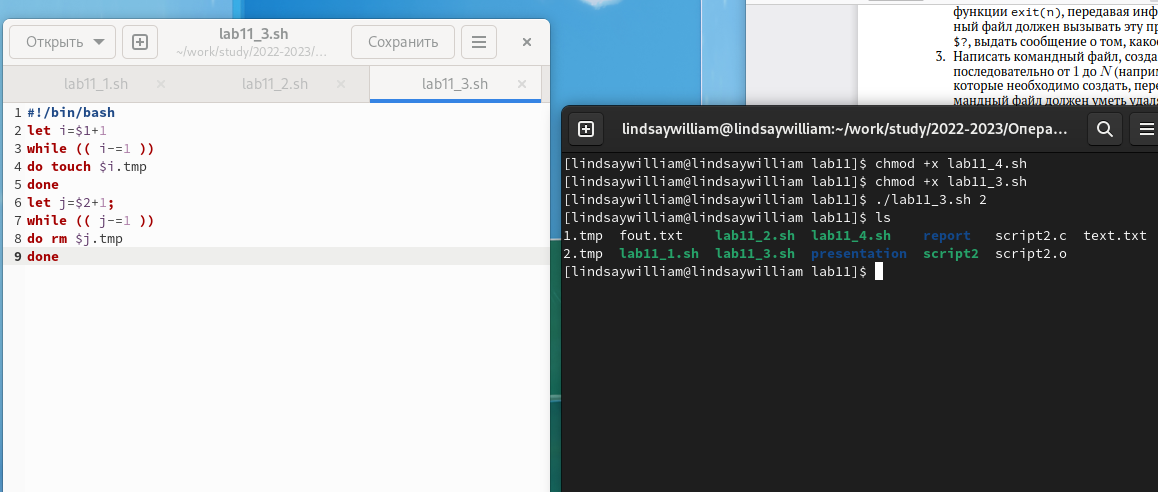 Открыть
lab11_3.sh
~/work/study/2022-2023/…
Сохранить
lab11_1.sh
lab11_2.sh
lab11_3.sh
1 #!/bin/bash
2 let i=$1+1
3 while (( i-=1 ))
4 do touch $i.tmp
5 done
6 let j=$2+1;
7 while (( j-=1 ))
8 do rm $j.tmp
9 done
функции exit(n), передавая инф
ный файл должен вызывать эту пр
$?, выдать сообщение о том, како
3. Написать командный файл, созда
последовательно от 1 до N (наприм
которые необходимо создать, пере
мандный файл должен уметь удал
lindsaywilliam@lindsaywilliam:~/work/study/2022-2023/Опера…
[lindsaywilliam@lindsaywilliam lab11]$ chmod +x lab11_4.sh
[lindsaywilliam@lindsaywilliam lab11]$ chmod +x lab11_3.sh
[lindsaywilliam@lindsaywilliam lab11]$ ./lab11_3.sh 2
[lindsaywilliam@lindsaywilliam lab11]$ ls
1.tmp fout.txt lab11_2.sh lab11_4.sh report script2.c text.txt
2.tmp lab11_1.sh lab11_3.sh presentation script2 script2.o
[lindsaywilliam@lindsaywilliam lab11]$